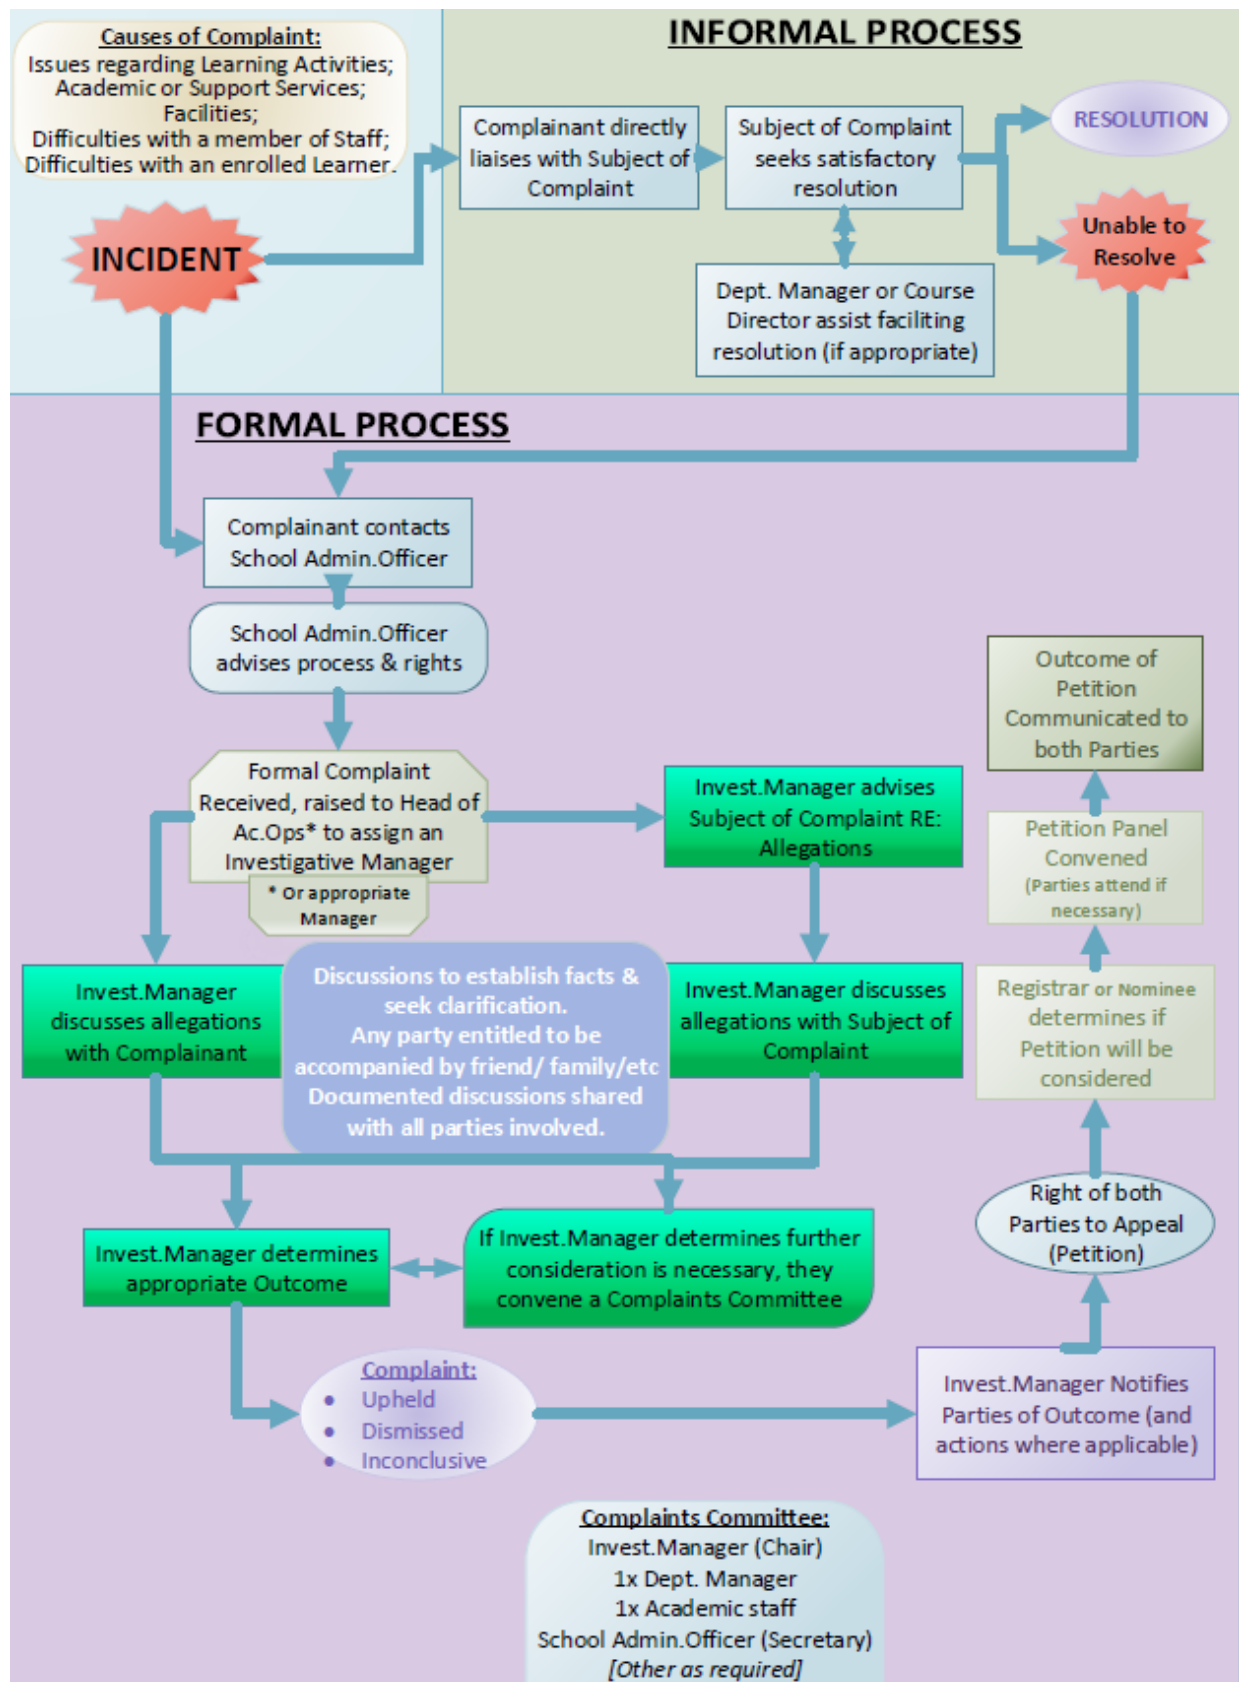 Causes of Complaint:
Issues regarding Learning Activities;
Academic or Support Services;
Facilities;
Difficulties with a member of Staff;
Difficulties with an enrolled Learner.
INCIDENT
INFORMAL PROCESS
Complainant directly
liaises with Subject of
Complaint
Subject of Complaint
seeks satisfactory
resolution
RESOLUTION
Unable to
Resolve
Dept. Manager or Course
Director assist faciliting
resolution (if appropriate)
FORMAL PROCESS
Complainant contacts
School Admin.Officer
School Admin.Officer
advises process & rights
Formal Complaint
Received, raised to Head of
Ac.Ops* to assign an
Investigative Manager
* Or appropriate
Manager
Invest.Manager advises
Subject of Complaint RE:
Allegations
Invest.Manager
discusses allegations
with Complainant
Discussions to establish facts &
seek clarification.
Any party entitled to be
accompanied by friend/ family/etc
Documented discussions shared
with all parties involved.
Invest.Manager discusses
allegations with Subject of
Complaint
Invest.Manager determines
appropriate Outcome
If Invest.Manager determines further
consideration is necessary, they
convene a Complaints Committee
Complaint:
• Upheld
• Dismissed
• Inconclusive
Invest.Manager Notifies
Parties of Outcome (and
actions where applicable)
Right of both
Parties to Appeal
(Petition)
Registrar or Nominee
determines if
Petition will be
considered
Petition Panel
Convened
(Parties attend if
necessary)
Outcome of
Petition
Communicated to
both Parties
Complaints Committee:
Invest.Manager (Chair)
1x Dept. Manager
1x Academic staff
School Admin.Officer (Secretary)
[Other as required]